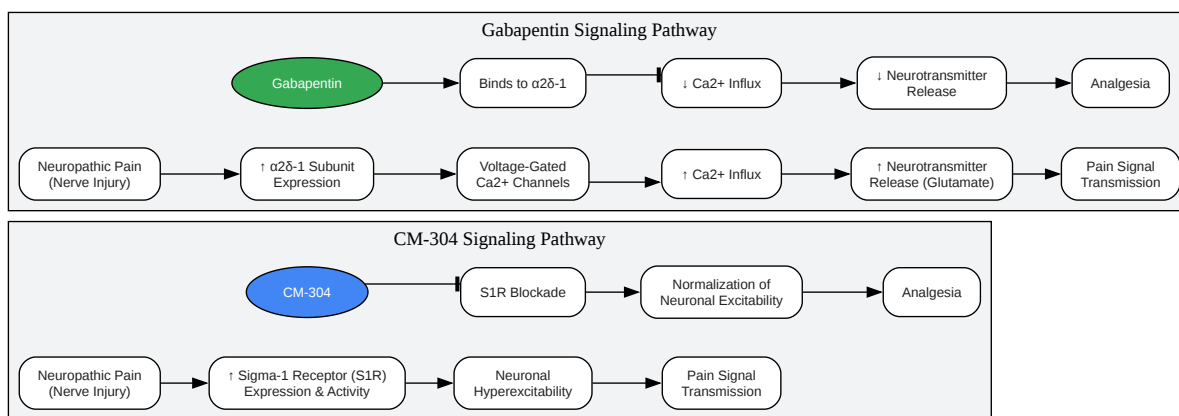 Gabapentin Signaling Pathway
Gabapentin
Binds to α2δ-1
↓ Ca2+ Influx
↓ Neurotransmitter
Release
Analgesia
Neuropathic Pain
(Nerve Injury)
↑ α2δ-1 Subunit
Expression
Voltage-Gated
Ca2+ Channels
↑ Ca2+ Influx
↑ Neurotransmitter
Release (Glutamate)
Pain Signal
Transmission
CM-304 Signaling Pathway
CM-304
S1R Blockade
Normalization of
Neuronal Excitability
Analgesia
Neuropathic Pain
(Nerve Injury)
↑ Sigma-1 Receptor (S1R)
Expression & Activity
Neuronal
Hyperexcitability
Pain Signal
Transmission